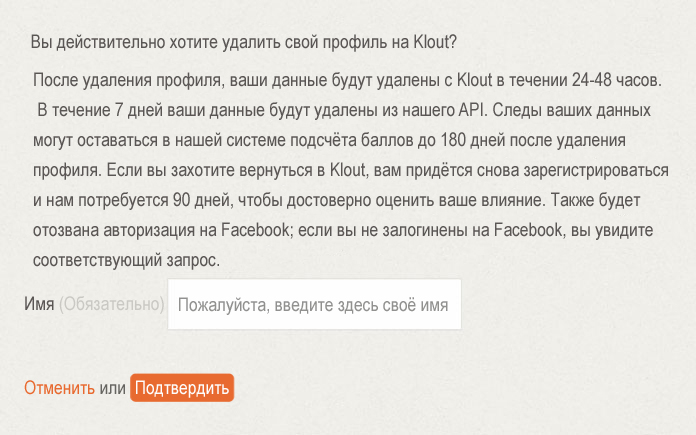 Вы действительно хотите удалить свой профиль на Klout?
После удаления профиля, ваши данные будут удалены с Klout в течении 24-48 часов.
В течение 7 дней ваши данные будут удалены из нашего API. Следы ваших данных
могут оставаться в нашей системе подсчёта баллов до 180 дней после удаления
профиля. Если вы захотите вернуться в Klout, вам придётся снова зарегистрироваться
и нам потребуется 90 дней, чтобы достоверно оценить ваше влияние. Также будет
отозвана авторизация на Facebook; если вы не залогинены на Facebook, вы увидите
соответствующий запрос.
Имя (Обязательно) Пожалуйста, введите здесь своё имя
Отменить или Подтвердить